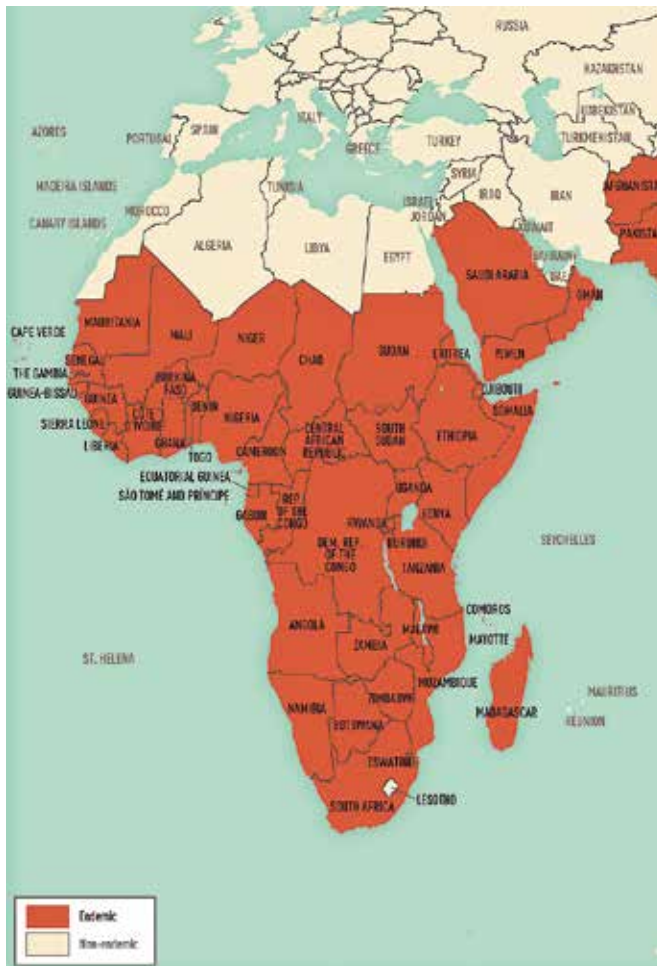 RUSSIA
KAZAKHSTAN
UZBEKISTAN
TURKMENISTAN
AZORES
PORTUGAL
SPAIN
ITALY
GREECE
TURKEY
SYRIA
IRAQ
IRAN
AFGHANISTA
PAKISTA
MADEIRA ISLANDS
CANARY ISLANDS
MOROCCO
TUNISIA
ALGERIA
LIBYA
EGYPT
ISRAEL
JORDAN
KUWAIT
BAHRAIN
UAE
SAUDI ARABIA
OMAN
YEMEN
CAPE VERDE
MAURITANIA
MALI
NIGER
CHAD
SUDAN
ERITREA
DJIBOUTI
SOMALIA
SENEGAL
THE GAMBIA
GUINEA-BISSAU
GUINEA
SIERRA LEONE
LIBERIA
CÔTE
D'IVOIRE
BURKINA
FASO
GHANA
TOGO
BENIN
NIGERIA
CAMEROON
CENTRAL
AFRICAN
REPUBLIC
SOUTH
SUDAN
ETHIOPIA
EQUATORIAL GUINEA
SÃO TOMÉ AND PRÍNCIPE
GABON
REP.
OF THE
CONGO
DEM. REP.
OF THE
CONGO
UGANDA
KENYA
RWANDA
BURUNDI
TANZANIA
SEYCHELLES
COMOROS
MAYOTTE
ANGOLA
ZAMBIA
MALAWI
MOZAMBIQUE
ST. HELENA
NAMIBIA
ZIMBABWE
BOTSWANA
MADAGASCAR
MAURITIUS
REUNION
ESWATINI
SOUTH AFRICA
LESOTHO
Endemic
Non-endemic